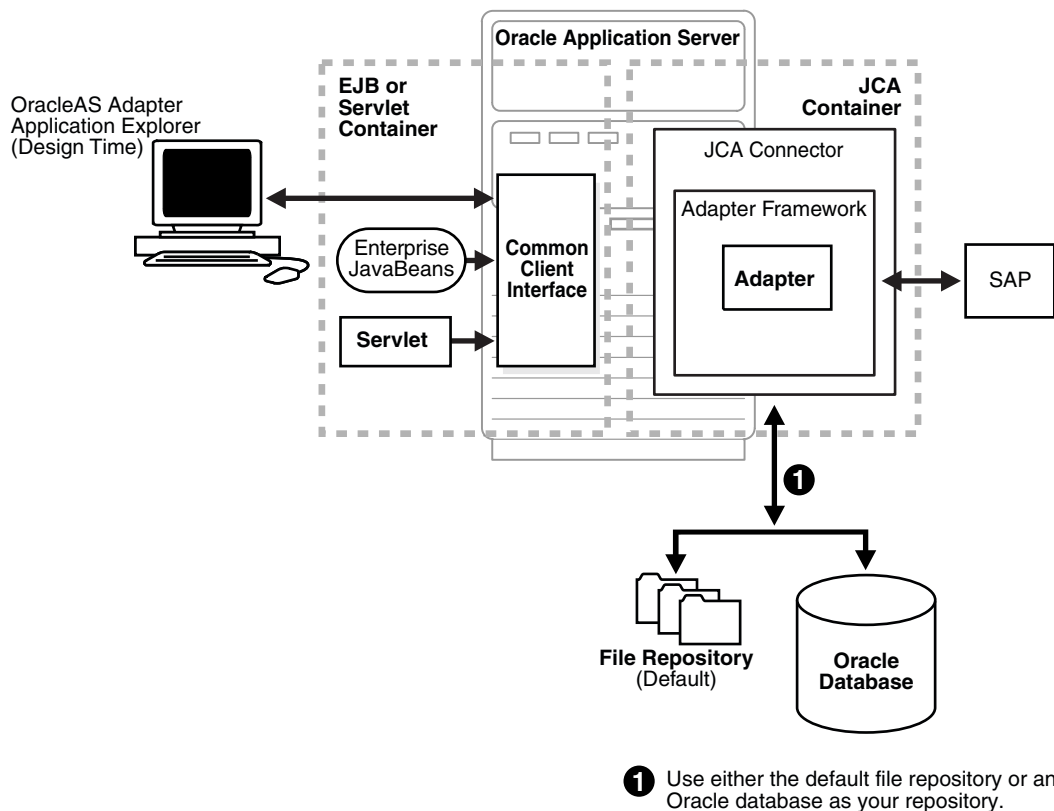 Oracle Application Server
EJB or
Servlet
Container
JCA
Container
OracleAS Adapter
Application Explorer
(Design Time)
JCA Connector
Adapter Framework
Adapter
Enterprise
JavaBeans
Common
Client
Interface
Servlet
SAP
1
File Repository
(Default)
Oracle
Database
1 Use either the default file repository or an
Oracle database as your repository.